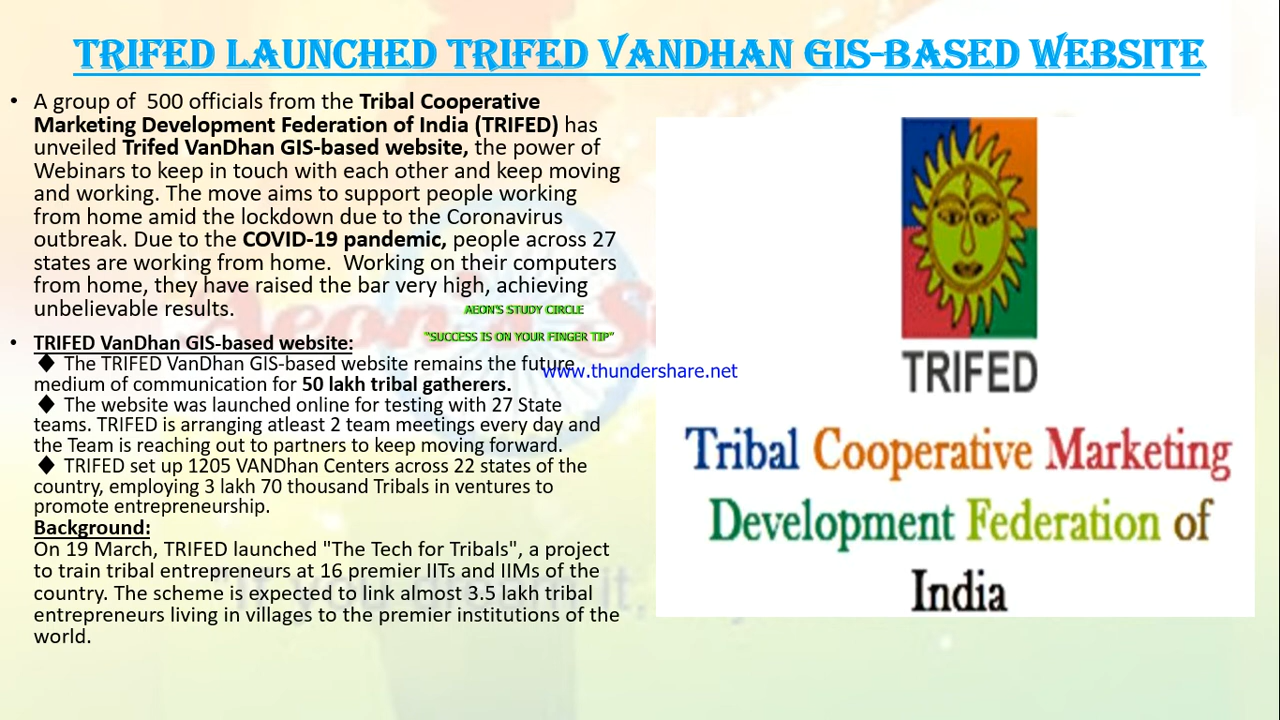 TRIFED LAUNCHED TRIFED VANDHAN GIS-BASED WEBSITE
• A group of 500 officials from the Tribal Cooperative
Marketing Development Federation of India (TRIFED) has
unveiled Trifed VanDhan GIS-based website, the power of
Webinars to keep in touch with each other and keep moving
and working. The move aims to support people working
from home amid the lockdown due to the Coronavirus
outbreak. Due to the COVID-19 pandemic, people across 27
states are working from home. Working on their computers
from home, they have raised the bar very high, achieving
unbelievable results.
AEON'S STUDY CIRCLE
"SUCCESS IS ON YOUR FINGER TIP"
• TRIFED VanDhan GIS-based website:
◆ The TRIFED VanDhan GIS-based website remains the future
medium of communication for 50 lakh tribal gatherers.
www.thundershare.net
◆ The website was launched online for testing with 27 State
teams. TRIFED is arranging atleast 2 team meetings every day and
the Team is reaching out to partners to keep moving forward.
◆ TRIFED set up 1205 VANDhan Centers across 22 states of the
country, employing 3 lakh 70 thousand Tribals in ventures to
promote entrepreneurship.
Background:
On 19 March, TRIFED launched "The Tech for Tribals", a project
to train tribal entrepreneurs at 16 premier IITs and IIMs of the
country. The scheme is expected to link almost 3.5 lakh tribal
entrepreneurs living in villages to the premier institutions of the
world.
TRIFED
Tribal Cooperative Marketing
Development Federation of
India